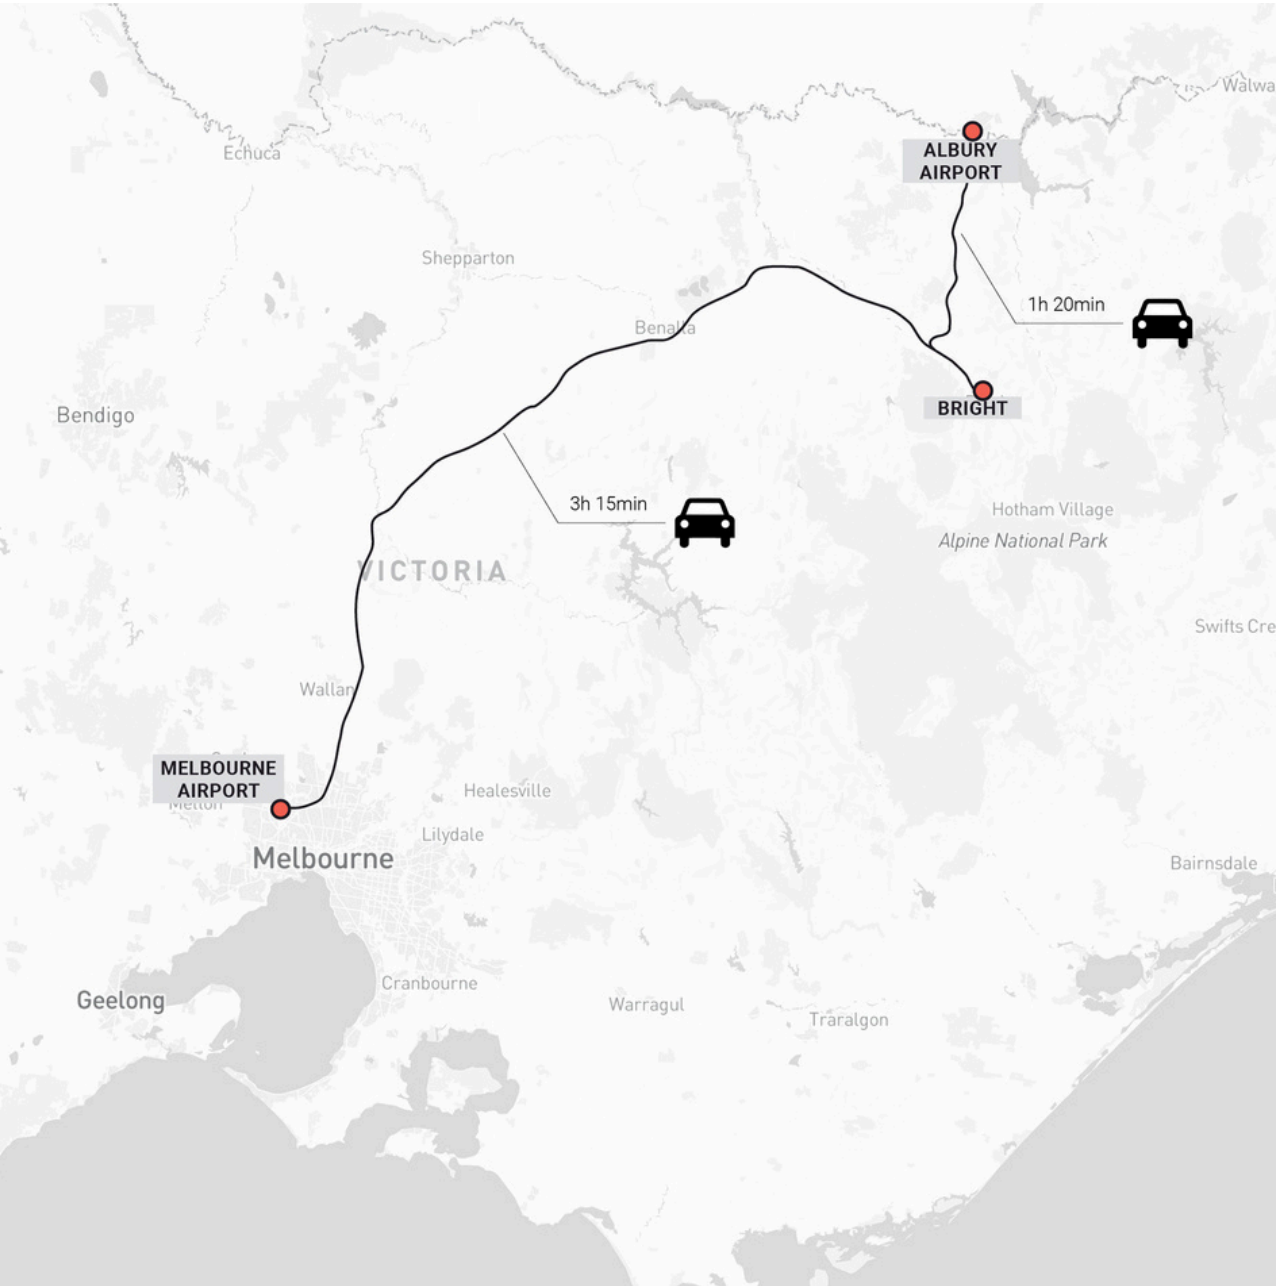 Walwa
ALBURY
AIRPORT
Echuca
Shepparton
1h 20min
Benalla
BRIGHT
Bendigo
3h 15min
Hotham Village
Alpine National Park
VICTORIA
Swifts Cre
Wallan
MELBOURNE
AIRPORT
Melton
Healesville
Lilydale
Melbourne
Bairnsdale
Cranbourne
Geelong
Warragul
Traralgon